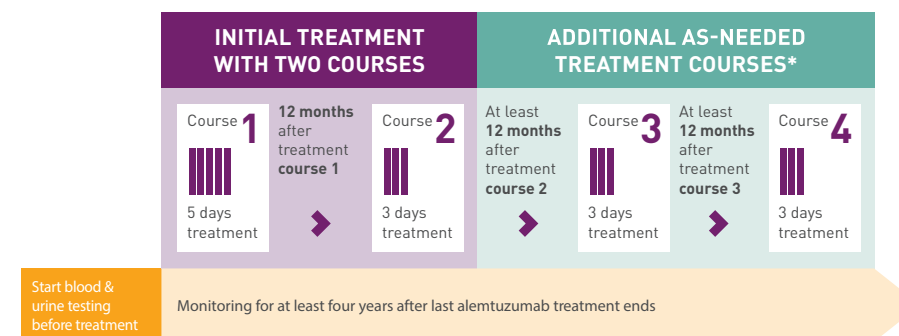 INITIAL TREATMENT
WITH TWO COURSES
ADDITIONAL AS-NEEDED
TREATMENT COURSES*
Course 1
5 days
treatment
12 months
after
treatment
course 1
Course 2
3 days
treatment
At least
12 months
after
treatment
course 2
Course 3
3 days
treatment
At least
12 months
after
treatment
course 3
Course 4
3 days
treatment
Start blood &
urine testing
before treatment
Monitoring for at least four years after last alemtuzumab treatment ends